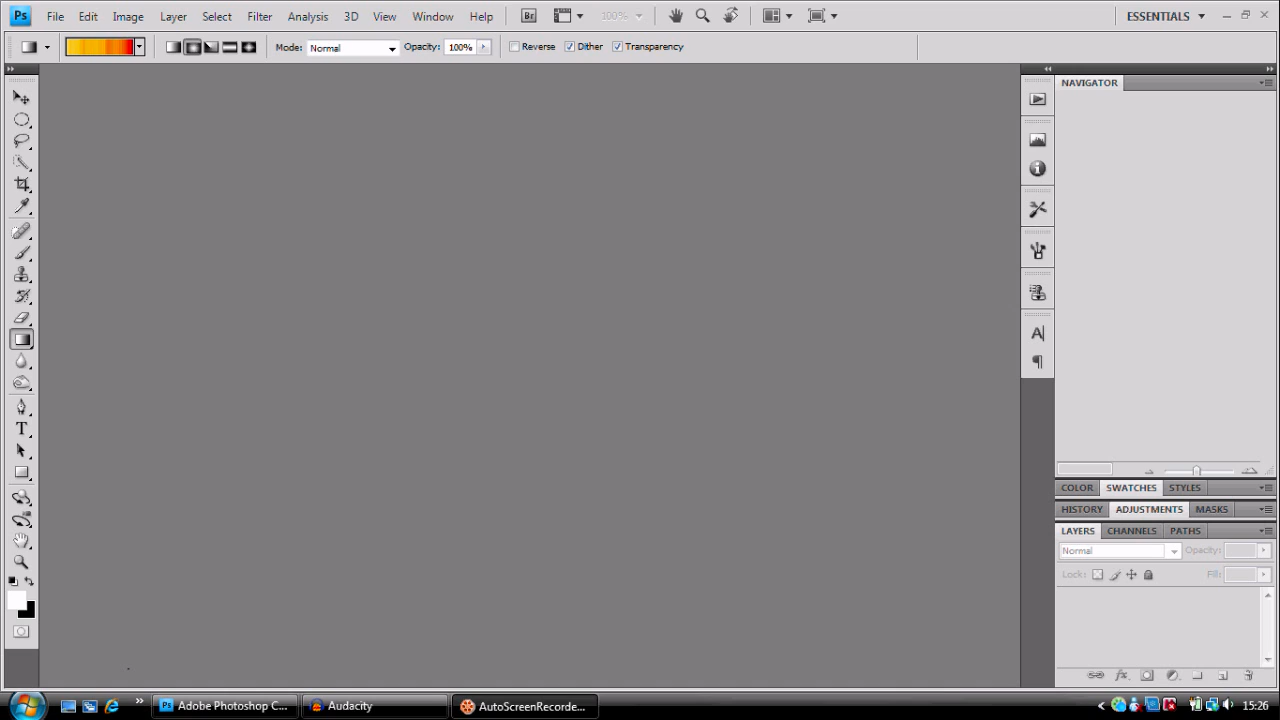 Ps File Edit Image Layer Select Filter Analysis 3D View Window Help Br 100% ESSENTIALS
Mode: Normal Opacity: 100% Reverse Dither Transparency
NAVIGATOR
A
T
COLOR SWATCHES STYLES
HISTORY ADJUSTMENTS MASKS
LAYERS CHANNELS PATHS
Normal Opacity:
Lock: Fill:
fx
Ps Adobe Photoshop C... Audacity AutoScreenRecorde... 15:26